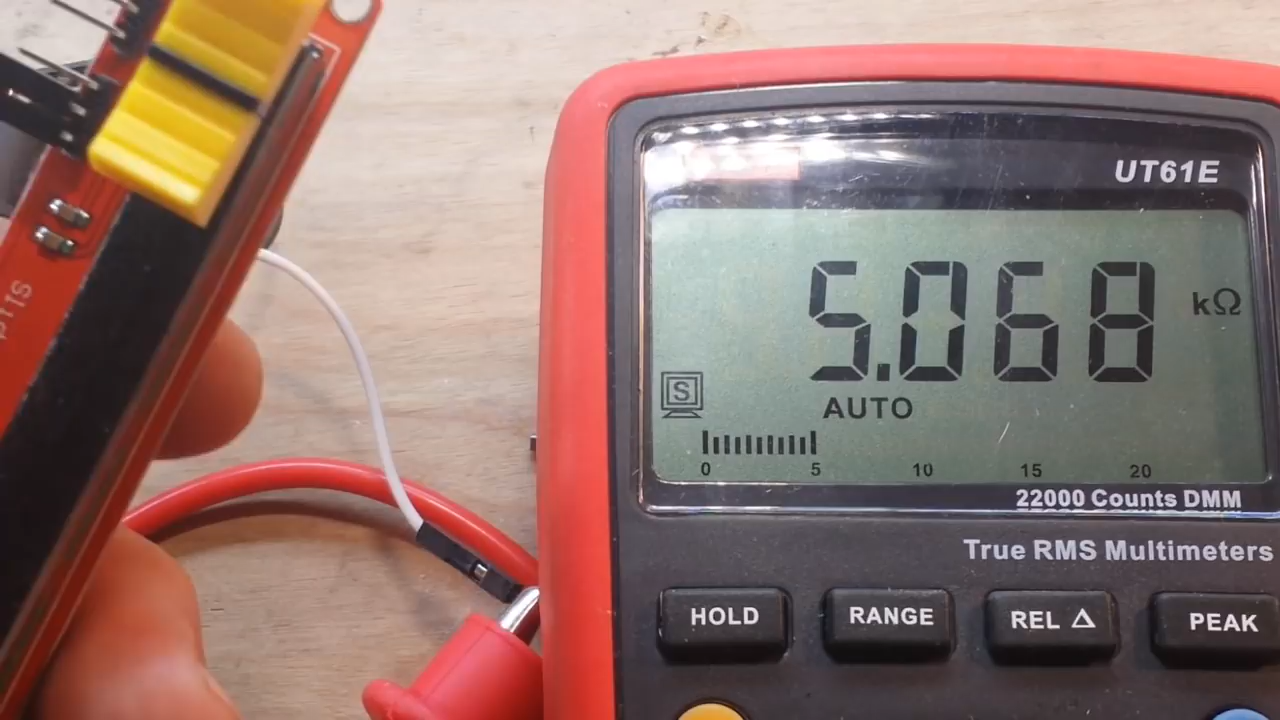 UT61E
5.068 kΩ
S
AUTO
0 5 10 15 20
22000 Counts DMM
True RMS Multimeters
HOLD RANGE REL △ PEAK